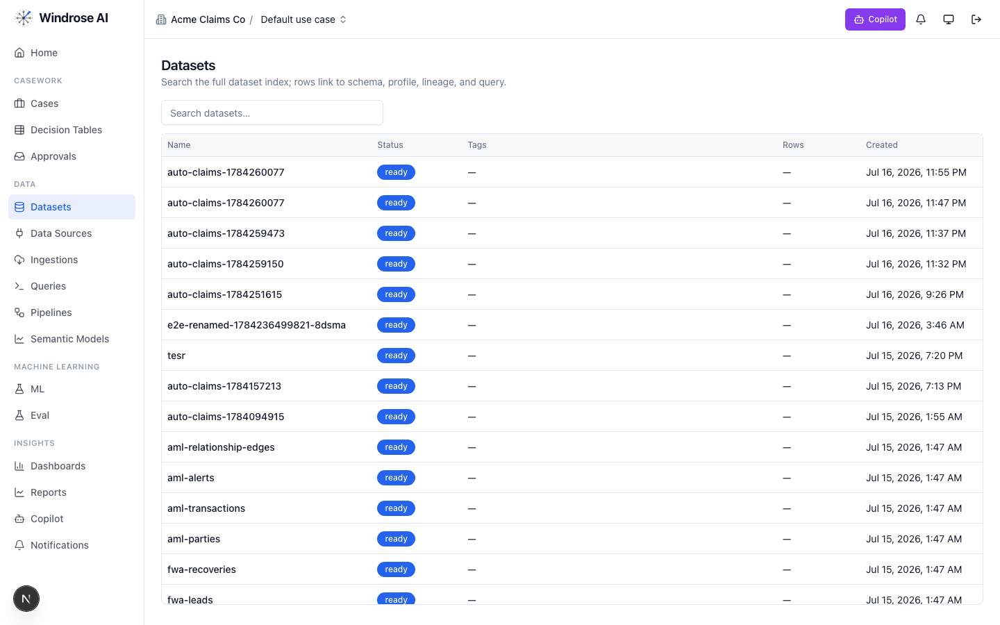 Windrose AI
Acme Claims Co / Default use case
Copilot
Home
CASEWORK
Cases
Decision Tables
Approvals
DATA
Datasets
Data Sources
Ingestions
Queries
Pipelines
Semantic Models
MACHINE LEARNING
ML
Eval
INSIGHTS
Dashboards
Reports
Copilot
Notifications
N
Datasets
Search the full dataset index; rows link to schema, profile, lineage, and query.
Search datasets...
Name Status Tags Rows Created
auto-claims-1784260077 ready — — Jul 16, 2026, 11:55 PM
auto-claims-1784260077 ready — — Jul 16, 2026, 11:47 PM
auto-claims-1784259473 ready — — Jul 16, 2026, 11:37 PM
auto-claims-1784259150 ready — — Jul 16, 2026, 11:32 PM
auto-claims-1784251615 ready — — Jul 16, 2026, 9:26 PM
e2e-renamed-1784236499821-8dsma ready — — Jul 16, 2026, 3:46 AM
tesr ready — — Jul 15, 2026, 7:20 PM
auto-claims-1784157213 ready — — Jul 15, 2026, 7:13 PM
auto-claims-1784094915 ready — — Jul 15, 2026, 1:55 AM
aml-relationship-edges ready — — Jul 15, 2026, 1:47 AM
aml-alerts ready — — Jul 15, 2026, 1:47 AM
aml-transactions ready — — Jul 15, 2026, 1:47 AM
aml-parties ready — — Jul 15, 2026, 1:47 AM
fwa-recoveries ready — — Jul 15, 2026, 1:47 AM
fwa-leads ready — — Jul 15, 2026, 1:47 AM